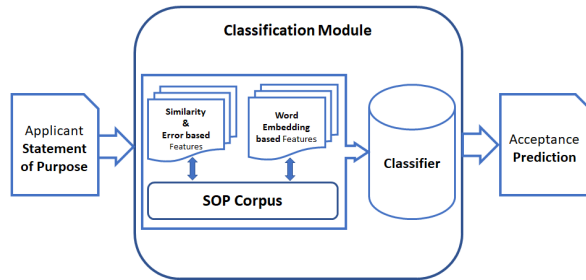 Classification Module
Applicant
Statement
of Purpose
Similarity
&
Error based
Features
Word
Embedding
based Features
SOP Corpus
Classifier
Acceptance
Prediction